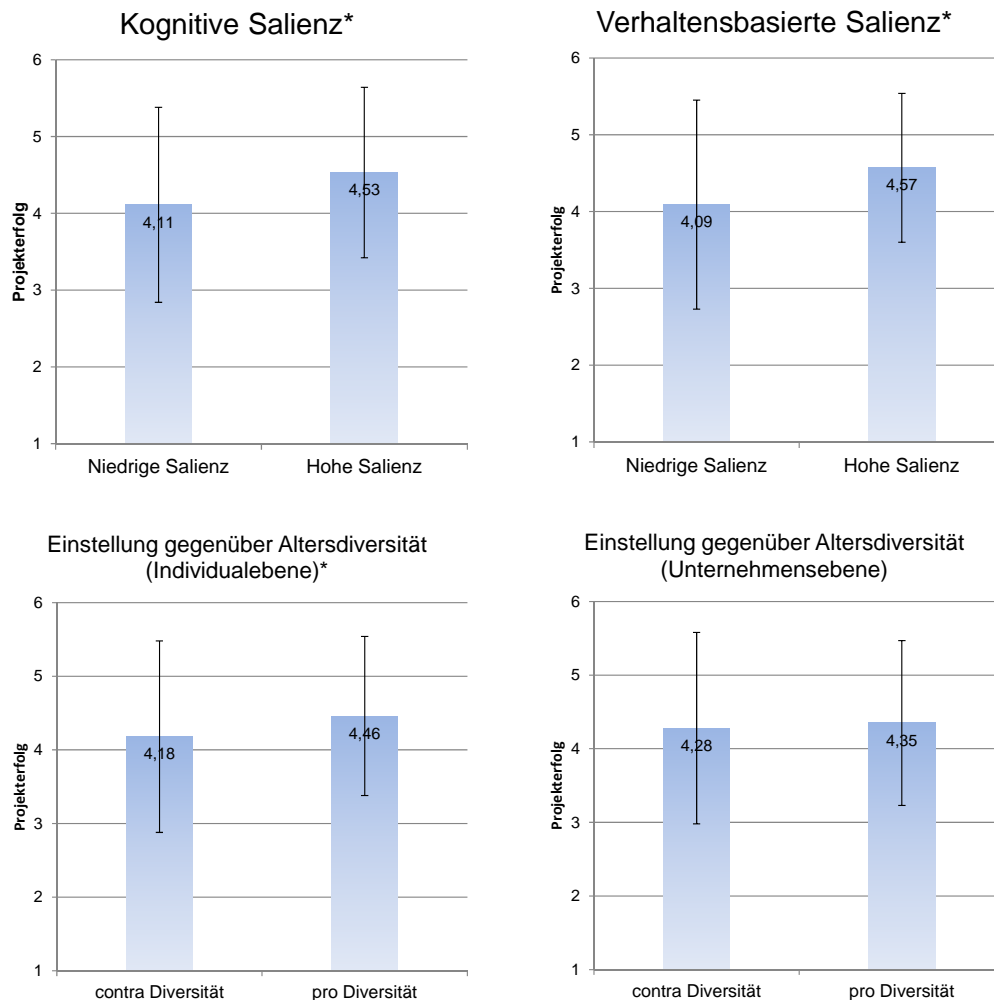 Kognitive Salienz*
6
5
4
3
2
1
Projekterfolg
4,11
4,53
Niedrige Salienz
Hohe Salienz
Verhaltensbasierte Salienz*
6
5
4
3
2
1
Projekterfolg
4,09
4,57
Niedrige Salienz
Hohe Salienz
Einstellung gegenüber Altersdiversität
(Individualebene)*
6
5
4
3
2
1
Projekterfolg
4,18
4,46
contra Diversität
pro Diversität
Einstellung gegenüber Altersdiversität
(Unternehmensebene)
6
5
4
3
2
1
Projekterfolg
4,28
4,35
contra Diversität
pro Diversität